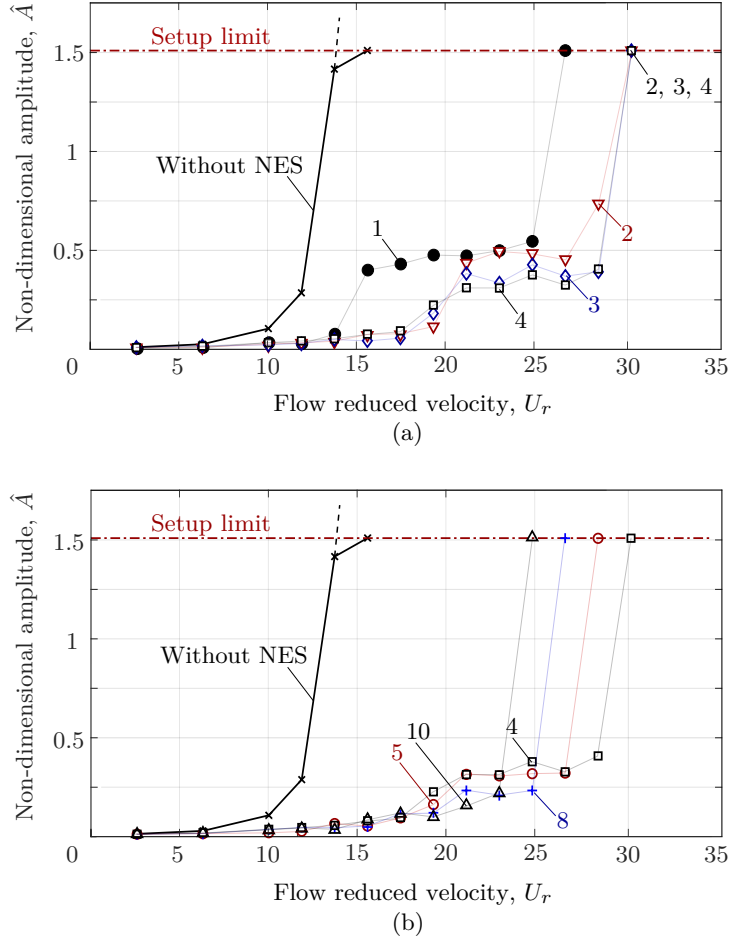 Non-dimensional amplitude, Â
1.5
1
0.5
0
Setup limit
2, 3, 4
Without NES
1
2
3
4
5
10
15
20
25
30
35
Flow reduced velocity, U_r
(a)
Non-dimensional amplitude, Â
1.5
1
0.5
0
Setup limit
Without NES
10
4
5
8
5
10
15
20
25
30
35
Flow reduced velocity, U_r
(b)